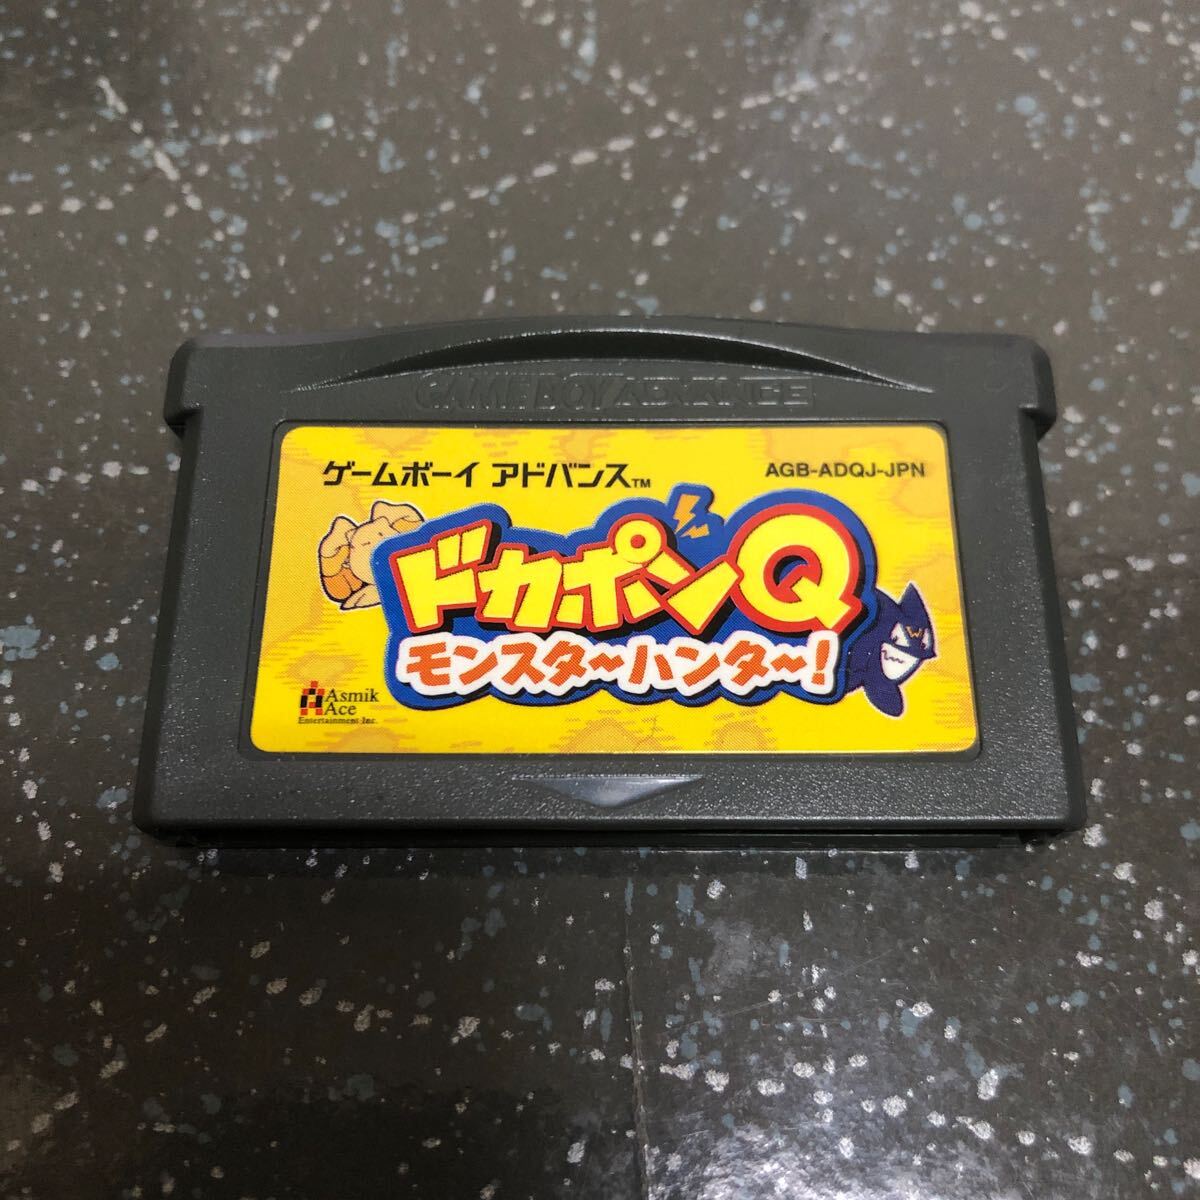 GAME BOY ADVANCE
ゲームボーイ アドバンス™
AGB-ADQJ-JPN
ドカポンQ
モンスターハンター!
Asmik
Ace
Entertainment Inc.
W